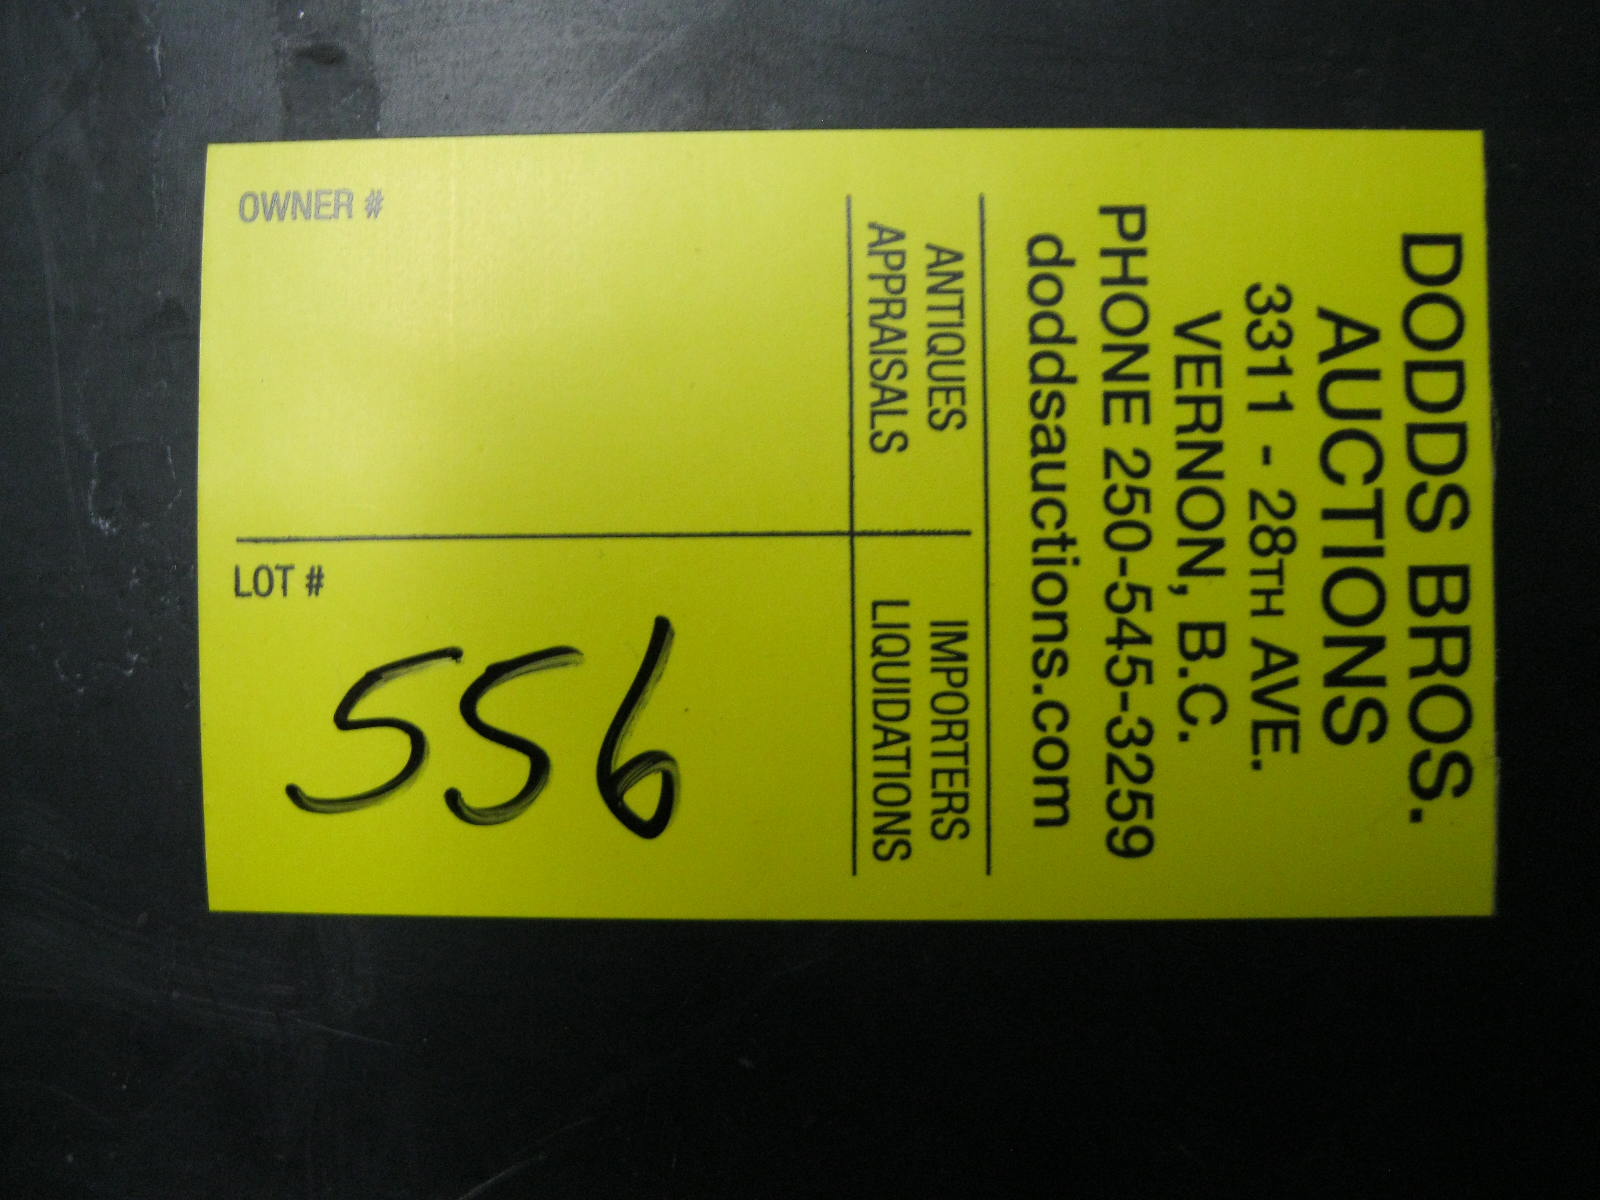 DODDS BROS.
AUCTIONS
3311 - 28TH AVE.
VERNON, B.C.
PHONE 250-545-3259
doddsauctions.com
ANTIQUES
APPRAISALS
IMPORTERS
LIQUIDATIONS
OWNER #
LOT #
556